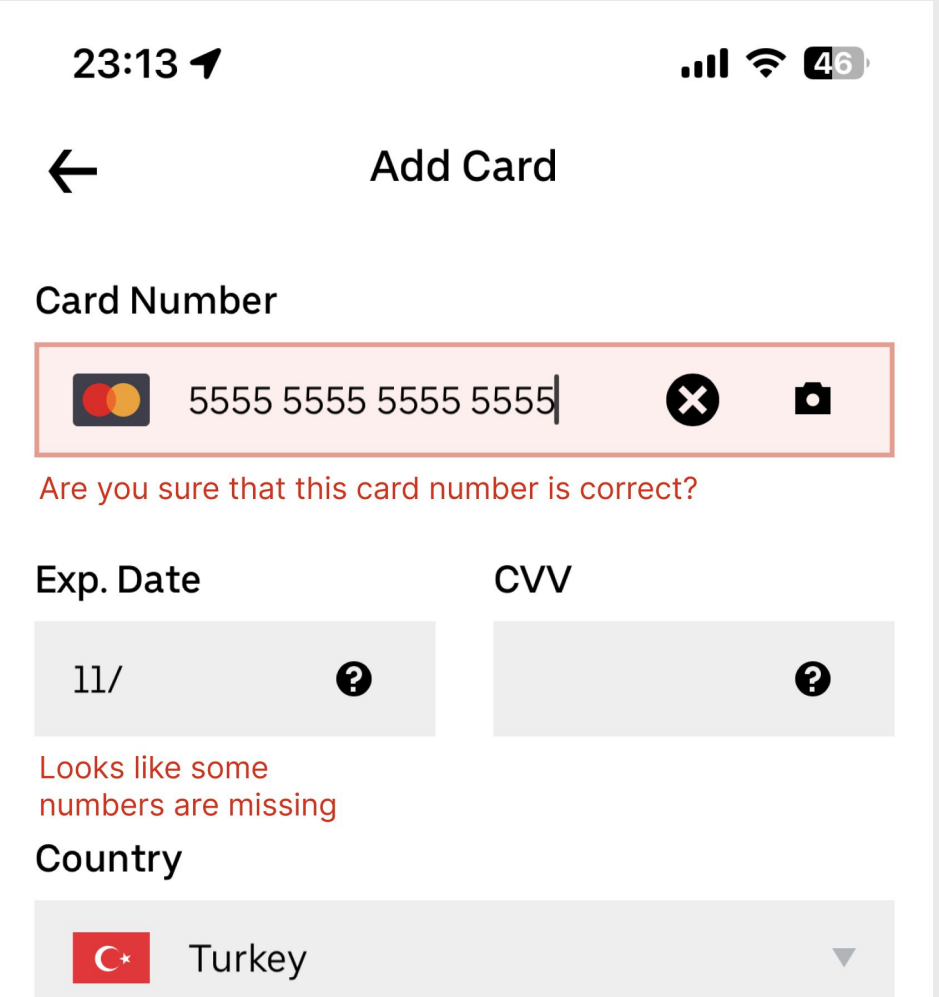 23:13
46
Add Card
Card Number
5555 5555 5555 5555
Are you sure that this card number is correct?
Exp. Date
CVV
11/
?
?
Looks like some
numbers are missing
Country
Turkey